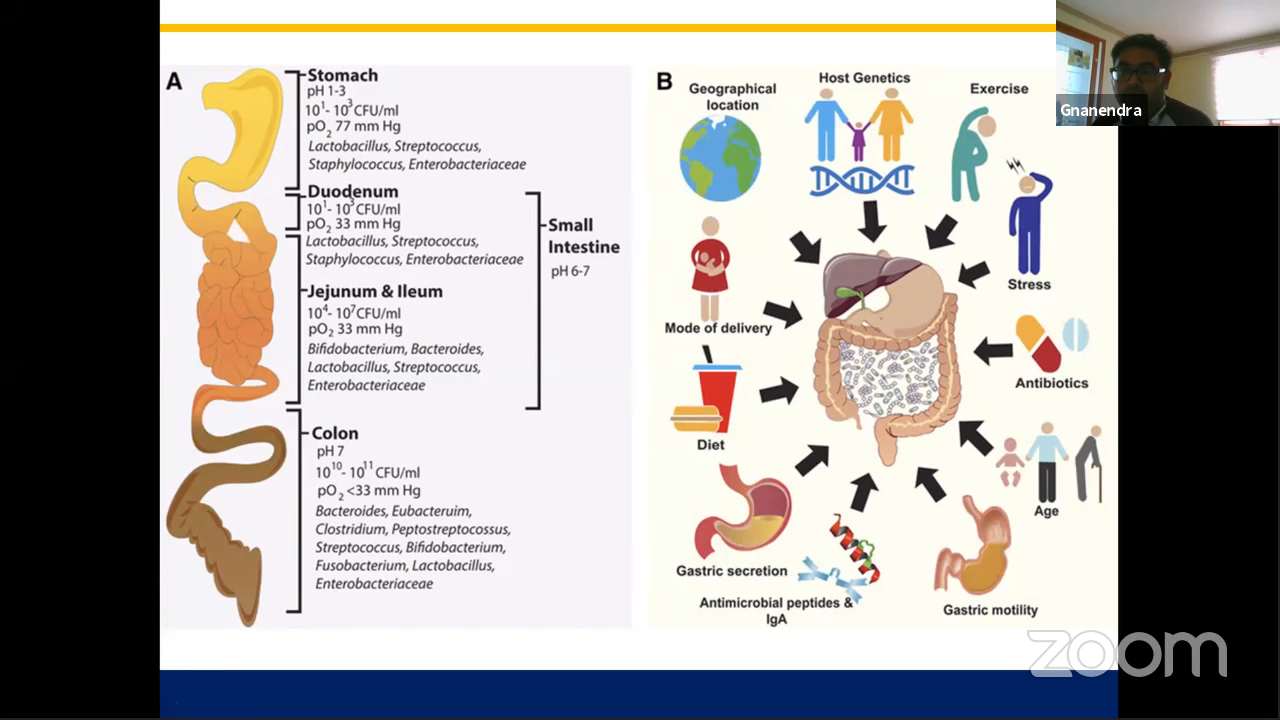 A
Stomach
pH 1-3
10¹- 10³ CFU/ml
pO₂ 77 mm Hg
Lactobacillus, Streptococcus,
Staphylococcus, Enterobacteriaceae
Duodenum
10¹- 10³ CFU/ml
pO₂ 33 mm Hg
Lactobacillus, Streptococcus,
Staphylococcus, Enterobacteriaceae
Jejunum & Ileum
10⁴- 10⁷ CFU/ml
pO₂ 33 mm Hg
Bifidobacterium, Bacteroides,
Lactobacillus, Streptococcus,
Enterobacteriaceae
Small
Intestine
pH 6-7
Colon
pH 7
10¹⁰- 10¹¹ CFU/ml
pO₂ <33 mm Hg
Bacteroides, Eubacteruim,
Clostridium, Peptostreptocossus,
Streptococcus, Bifidobacterium,
Fusobacterium, Lactobacillus,
Enterobacteriaceae
B
Geographical
location
Host Genetics
Exercise
Stress
Mode of delivery
Antibiotics
Diet
Age
Gastric secretion
Antimicrobial peptides &
IgA
Gastric motility
Gnanendra
zoom